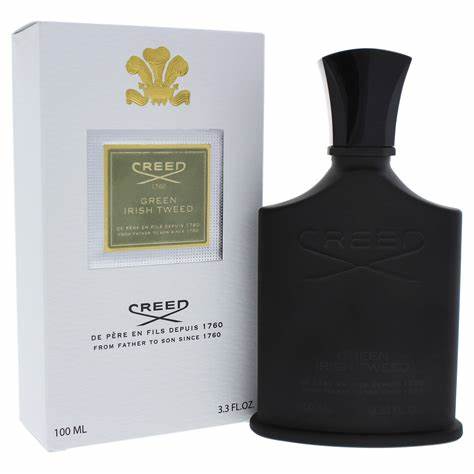 CREED
1760
GREEN
IRISH TWEED
DE PÈRE EN FILS DEPUIS 1760
FROM FATHER TO SON SINCE 1760
CREED
DE PÈRE EN FILS DEPUIS 1760
FROM FATHER TO SON SINCE 1760
100 ML
3.3 FL.OZ.
CREED
GREEN
IRISH TWEED